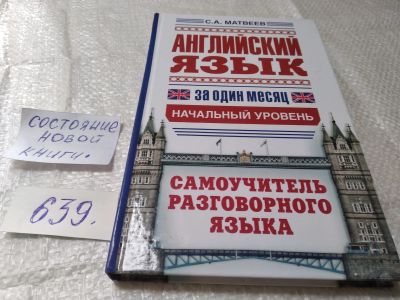 С.А. МАТВЕЕВ
АНГЛИЙСКИЙ
ЯЗЫК
ЗА ОДИН МЕСЯЦ
НАЧАЛЬНЫЙ УРОВЕНЬ
САМОУЧИТЕЛЬ
РАЗГОВОРНОГО
ЯЗЫКА
СОСТОЯНИЕ
НОВОЙ
КНИГИ.
639.